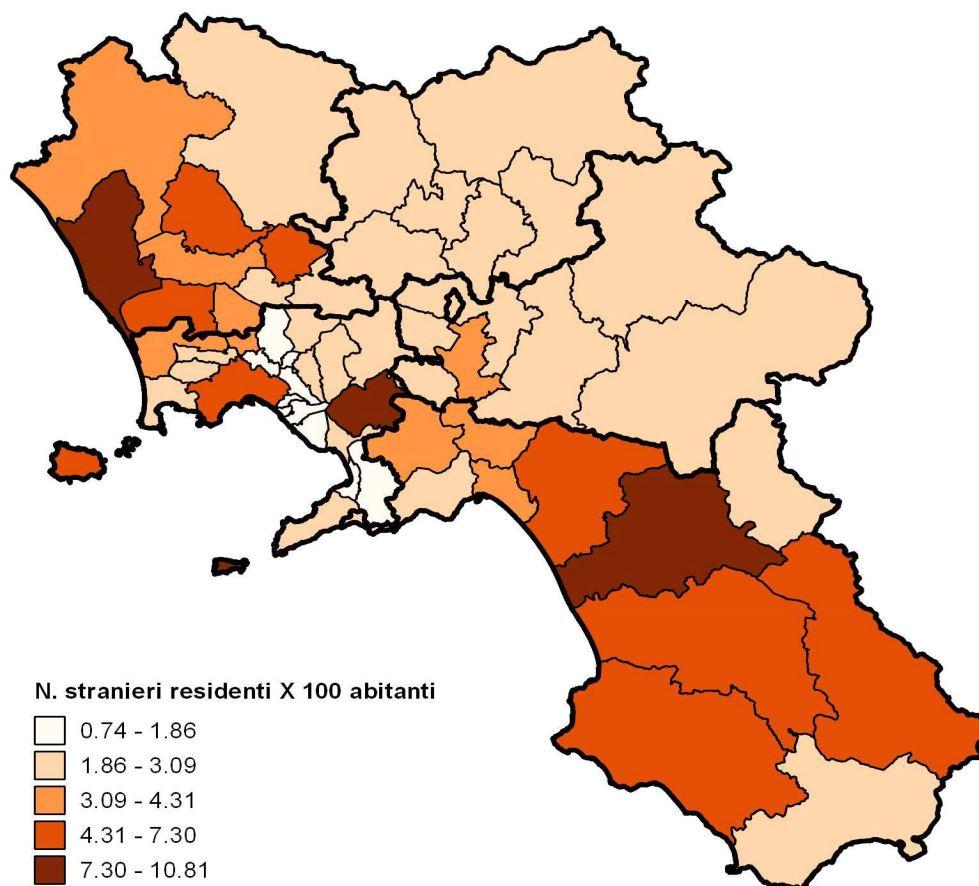 N. stranieri residenti X 100 abitanti
0.74 - 1.86
1.86 - 3.09
3.09 - 4.31
4.31 - 7.30
7.30 - 10.81